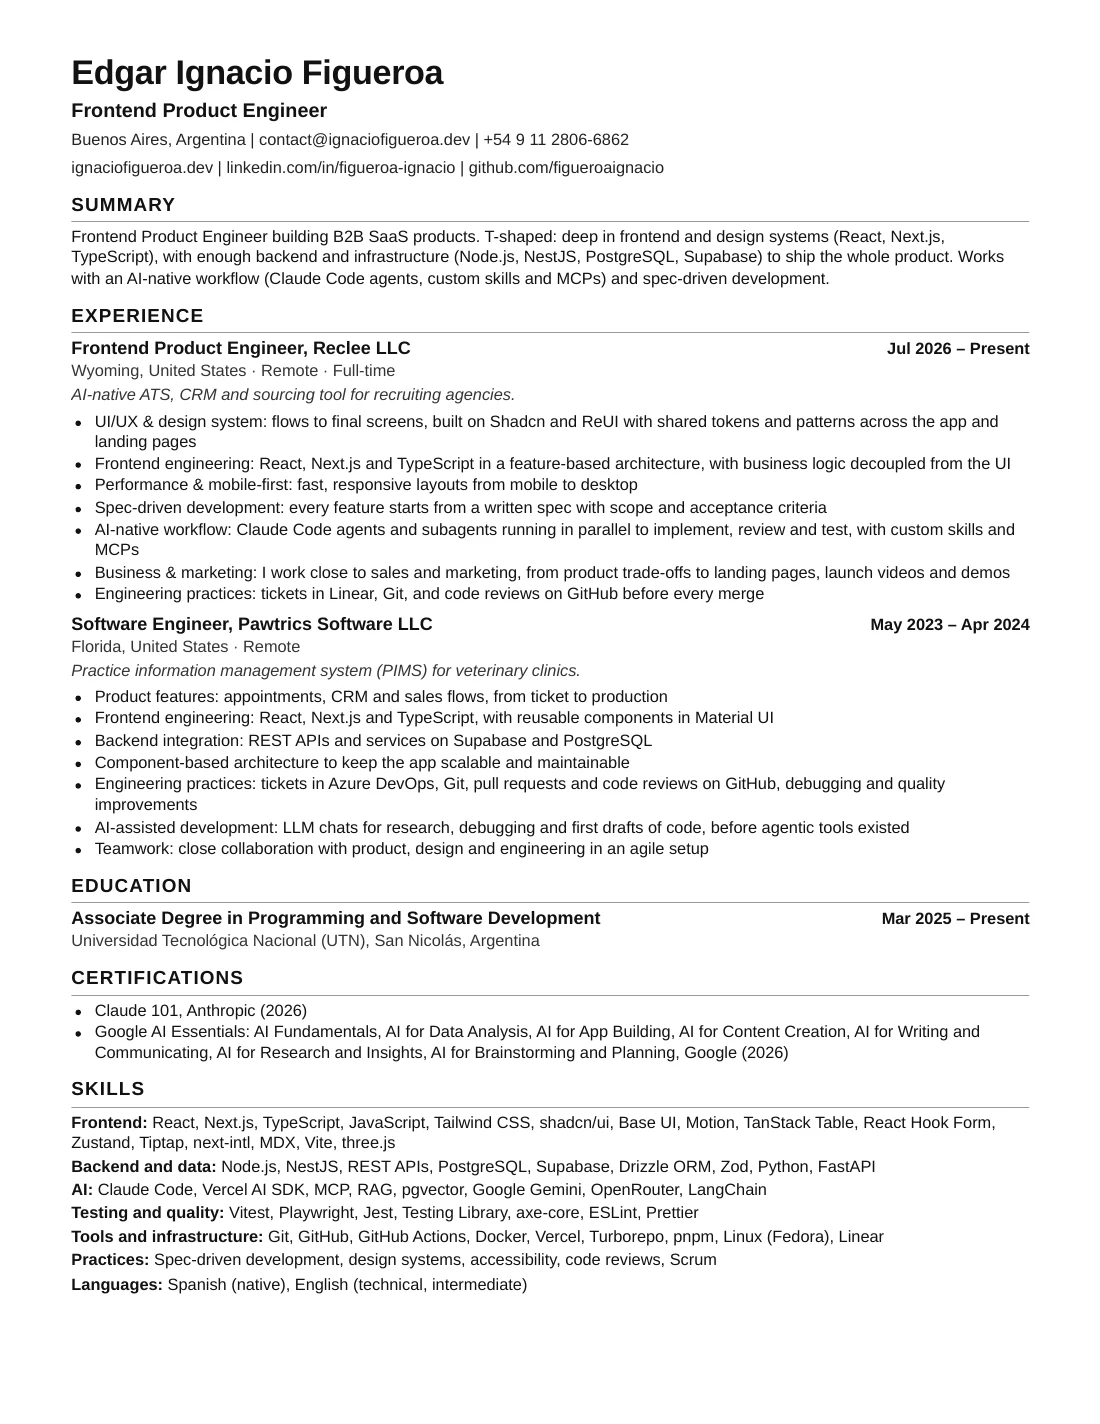 Edgar Ignacio Figueroa
Frontend Product Engineer
Buenos Aires, Argentina | contact@ignaciofigueroa.dev | +54 9 11 2806-6862
ignaciofigueroa.dev | linkedin.com/in/figueroa-ignacio | github.com/figueroaignacio
SUMMARY
Frontend Product Engineer building B2B SaaS products. T-shaped: deep in frontend and design systems (React, Next.js,
TypeScript), with enough backend and infrastructure (Node.js, NestJS, PostgreSQL, Supabase) to ship the whole product. Works
with an AI-native workflow (Claude Code agents, custom skills and MCPs) and spec-driven development.
EXPERIENCE
Frontend Product Engineer, Reclee LLC Jul 2026 – Present
Wyoming, United States · Remote · Full-time
AI-native ATS, CRM and sourcing tool for recruiting agencies.
• UI/UX & design system: flows to final screens, built on Shadcn and ReUI with shared tokens and patterns across the app and
landing pages
• Frontend engineering: React, Next.js and TypeScript in a feature-based architecture, with business logic decoupled from the UI
• Performance & mobile-first: fast, responsive layouts from mobile to desktop
• Spec-driven development: every feature starts from a written spec with scope and acceptance criteria
• AI-native workflow: Claude Code agents and subagents running in parallel to implement, review and test, with custom skills and
MCPs
• Business & marketing: I work close to sales and marketing, from product trade-offs to landing pages, launch videos and demos
• Engineering practices: tickets in Linear, Git, and code reviews on GitHub before every merge
Software Engineer, Pawtrics Software LLC May 2023 – Apr 2024
Florida, United States · Remote
Practice information management system (PIMS) for veterinary clinics.
• Product features: appointments, CRM and sales flows, from ticket to production
• Frontend engineering: React, Next.js and TypeScript, with reusable components in Material UI
• Backend integration: REST APIs and services on Supabase and PostgreSQL
• Component-based architecture to keep the app scalable and maintainable
• Engineering practices: tickets in Azure DevOps, Git, pull requests and code reviews on GitHub, debugging and quality
improvements
• AI-assisted development: LLM chats for research, debugging and first drafts of code, before agentic tools existed
• Teamwork: close collaboration with product, design and engineering in an agile setup
EDUCATION
Associate Degree in Programming and Software Development Mar 2025 – Present
Universidad Tecnológica Nacional (UTN), San Nicolás, Argentina
CERTIFICATIONS
• Claude 101, Anthropic (2026)
• Google AI Essentials: AI Fundamentals, AI for Data Analysis, AI for App Building, AI for Content Creation, AI for Writing and
Communicating, AI for Research and Insights, AI for Brainstorming and Planning, Google (2026)
SKILLS
Frontend: React, Next.js, TypeScript, JavaScript, Tailwind CSS, shadcn/ui, Base UI, Motion, TanStack Table, React Hook Form,
Zustand, Tiptap, next-intl, MDX, Vite, three.js
Backend and data: Node.js, NestJS, REST APIs, PostgreSQL, Supabase, Drizzle ORM, Zod, Python, FastAPI
AI: Claude Code, Vercel AI SDK, MCP, RAG, pgvector, Google Gemini, OpenRouter, LangChain
Testing and quality: Vitest, Playwright, Jest, Testing Library, axe-core, ESLint, Prettier
Tools and infrastructure: Git, GitHub, GitHub Actions, Docker, Vercel, Turborepo, pnpm, Linux (Fedora), Linear
Practices: Spec-driven development, design systems, accessibility, code reviews, Scrum
Languages: Spanish (native), English (technical, intermediate)